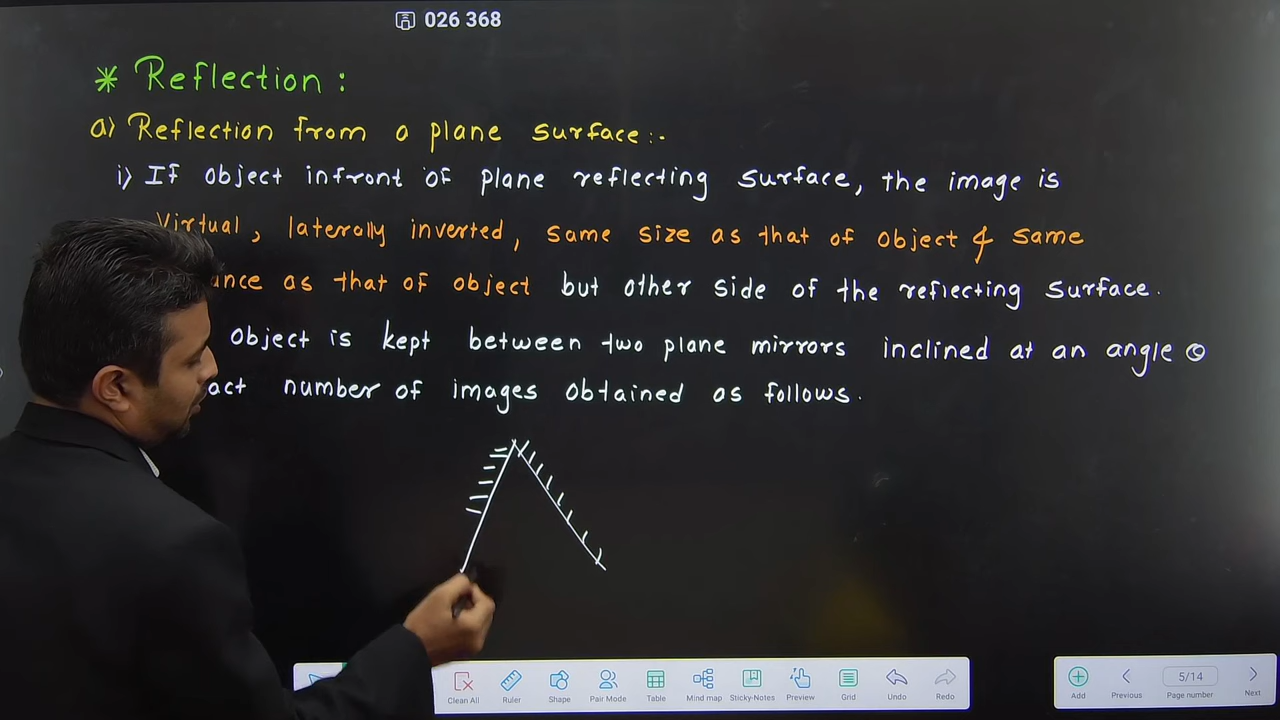 026 368
* Reflection :
a) Reflection from a plane surface:-
i) If object infront of plane reflecting surface, the image is
Virtual, laterally inverted, same size as that of object & same
ance as that of object but other side of the reflecting surface.
object is kept between two plane mirrors inclined at an angle
act number of images obtained as follows.
Clean All Ruler Shape Pair Mode Table Mind map Sticky-Notes Preview Grid Undo Redo
Add Previous 5/14 Page number Next